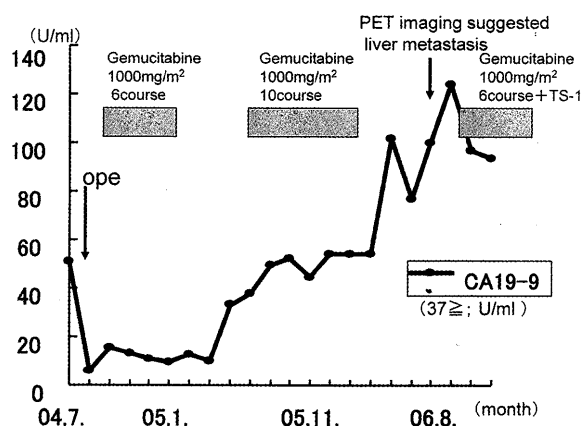 (U/ml)
140
120
100
80
60
40
20
0
PET imaging suggested
liver metastasis
Gemucitabine
1000mg/m²
6course
Gemucitabine
1000mg/m²
10course
Gemucitabine
1000mg/m²
6course+TS-1
ope
CA19-9
(37≧; U/ml)
04.7.
05.1.
05.11.
06.8.
(month)